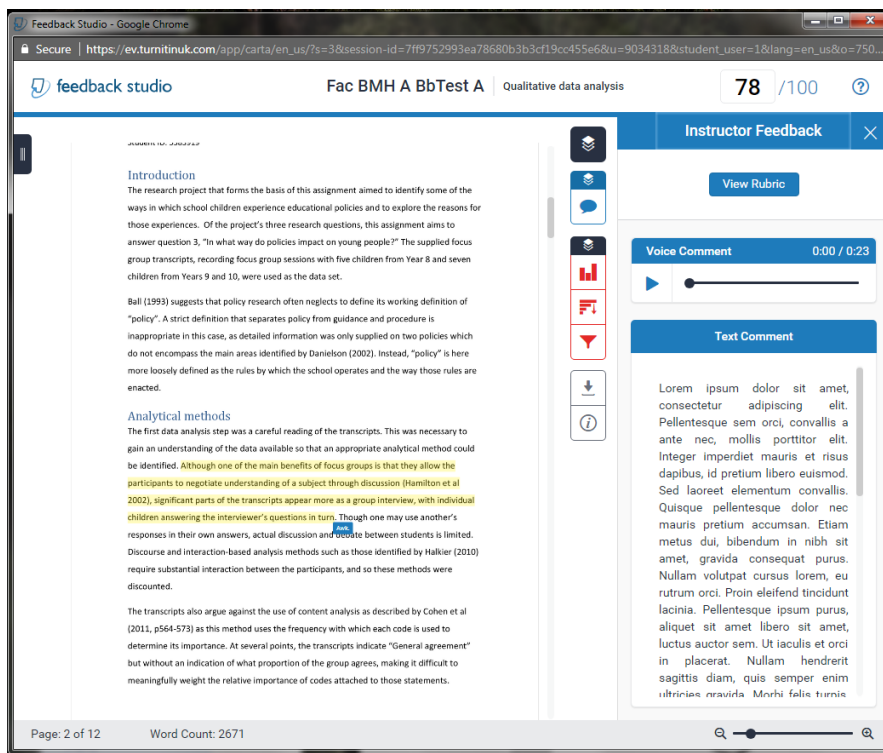 Feedback Studio - Google Chrome
Secure | https://ev.turnitinuk.com/app/carta/en_us/?s=3&session-id=7ff9752993ea78680b3b3cf19cc455e6&u=9034318&student_user=1&lang=en_us&o=750...
feedback studio
Fac BMH A BbTest A
Qualitative data analysis
78 /100
Introduction
The research project that forms the basis of this assignment aimed to identify some of the
ways in which school children experience educational policies and to explore the reasons for
those experiences. Of the project's three research questions, this assignment aims to
answer question 3, "In what way do policies impact on young people?" The supplied focus
group transcripts, recording focus group sessions with five children from Year 8 and seven
children from Years 9 and 10, were used as the data set.
Ball (1993) suggests that policy research often neglects to define its working definition of
"policy". A strict definition that separates policy from guidance and procedure is
inappropriate in this case, as detailed information was only supplied on two policies which
do not encompass the main areas identified by Danielson (2002). Instead, "policy" is here
more loosely defined as the rules by which the school operates and the way those rules are
enacted.
Analytical methods
The first data analysis step was a careful reading of the transcripts. This was necessary to
gain an understanding of the data available so that an appropriate analytical method could
be identified. Although one of the main benefits of focus groups is that they allow the
participants to negotiate understanding of a subject through discussion (Hamilton et al
2002), significant parts of the transcripts appear more as a group interview, with individual
children answering the interviewer's questions in turn. Though one may use another's
Awk.
responses in their own answers, actual discussion and debate between students is limited.
Discourse and interaction-based analysis methods such as those identified by Halkier (2010)
require substantial interaction between the participants, and so these methods were
discounted.
The transcripts also argue against the use of content analysis as described by Cohen et al
(2011, p564-573) as this method uses the frequency with which each code is used to
determine its importance. At several points, the transcripts indicate "General agreement"
but without an indication of what proportion of the group agrees, making it difficult to
meaningfully weight the relative importance of codes attached to those statements.
Instructor Feedback
View Rubric
Voice Comment 0:00 / 0:23
Text Comment
Lorem ipsum dolor sit amet,
consectetur adipiscing elit.
Pellentesque sem orci, convallis a
ante nec, mollis porttitor elit.
Integer imperdiet mauris et risus
dapibus, id pretium libero euismod.
Sed laoreet elementum convallis.
Quisque pellentesque dolor nec
mauris pretium accumsan. Etiam
metus dui, bibendum in nibh sit
amet, gravida consequat purus.
Nullam volutpat cursus lorem, eu
rutrum orci. Proin eleifend tincidunt
lacinia. Pellentesque ipsum purus,
aliquet sit amet libero sit amet,
luctus auctor sem. Ut iaculis et orci
in placerat. Nullam hendrerit
sagittis diam, quis semper enim
ultricies gravida. Morbi felis turpis,
Page: 2 of 12
Word Count: 2671